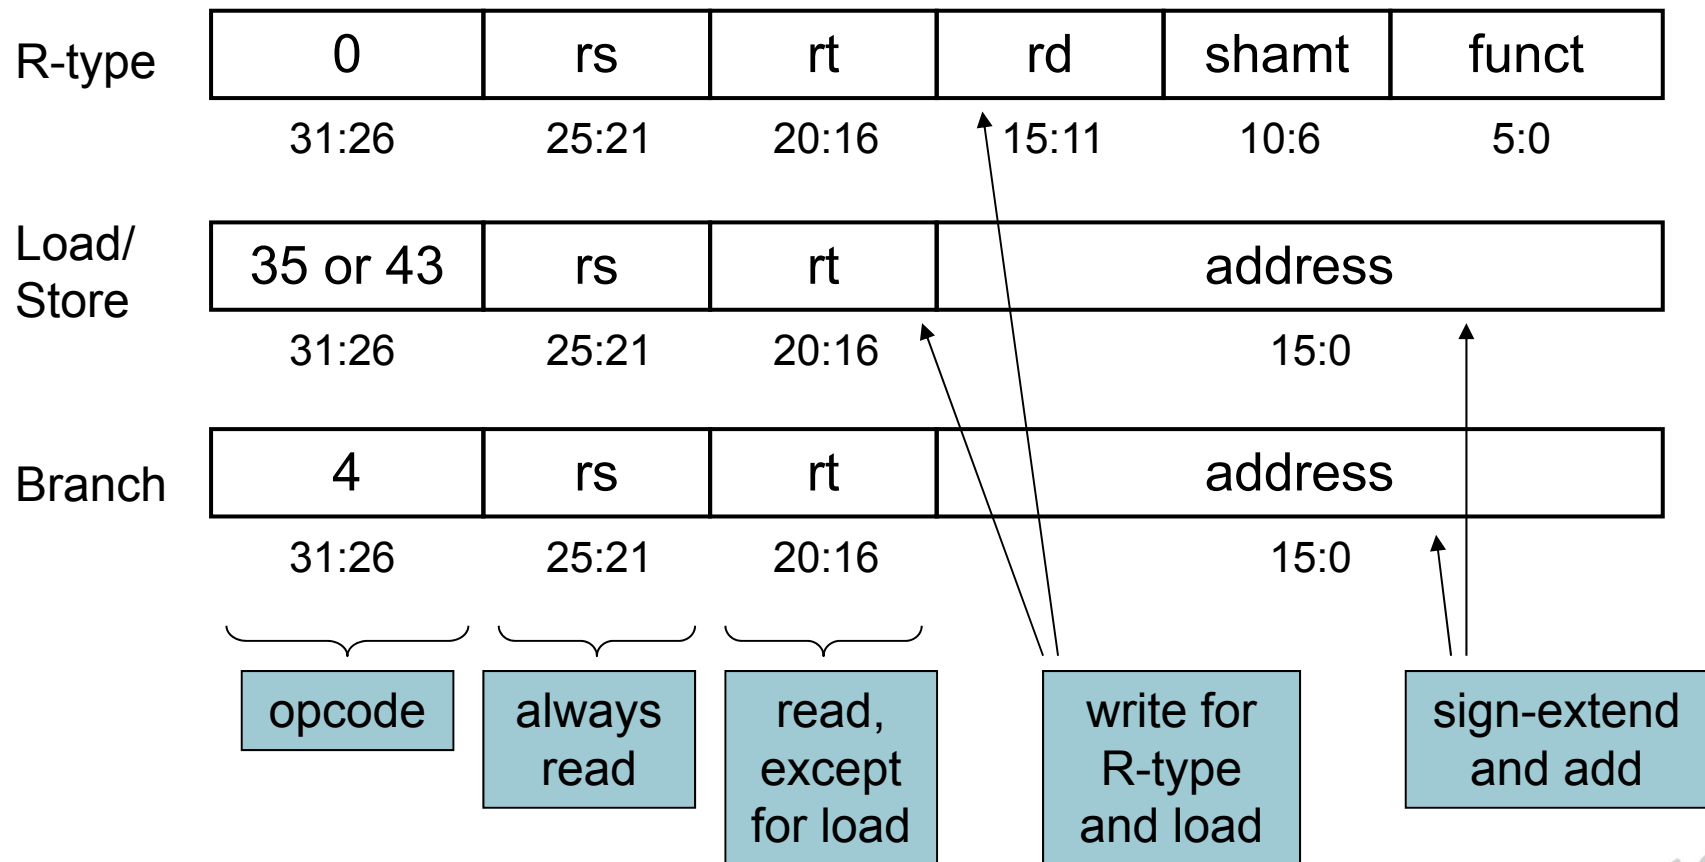 R-type 0 rs rt rd shamt funct
31:26 25:21 20:16 15:11 10:6 5:0
Load/
Store
35 or 43 rs rt address
31:26 25:21 20:16 15:0
Branch 4 rs rt address
31:26 25:21 20:16 15:0
opcode
always
read
read,
except
for load
write for
R-type
and load
sign-extend
and add